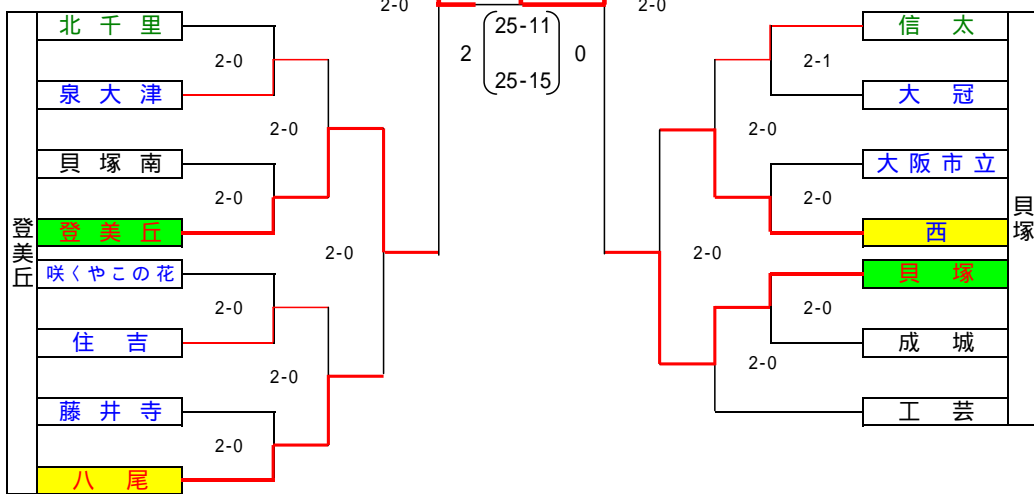 2-0
2-0
25-11
2
0
25-15
北千里
2-0
泉大津
2-0
貝塚南
2-0
登美丘
登美丘
2-0
咲くやこの花
2-0
住吉
2-0
藤井寺
2-0
八尾
信太
2-1
大冠
2-0
大阪市立
2-0
西
貝塚
2-0
貝塚
2-0
成城
2-0
工芸